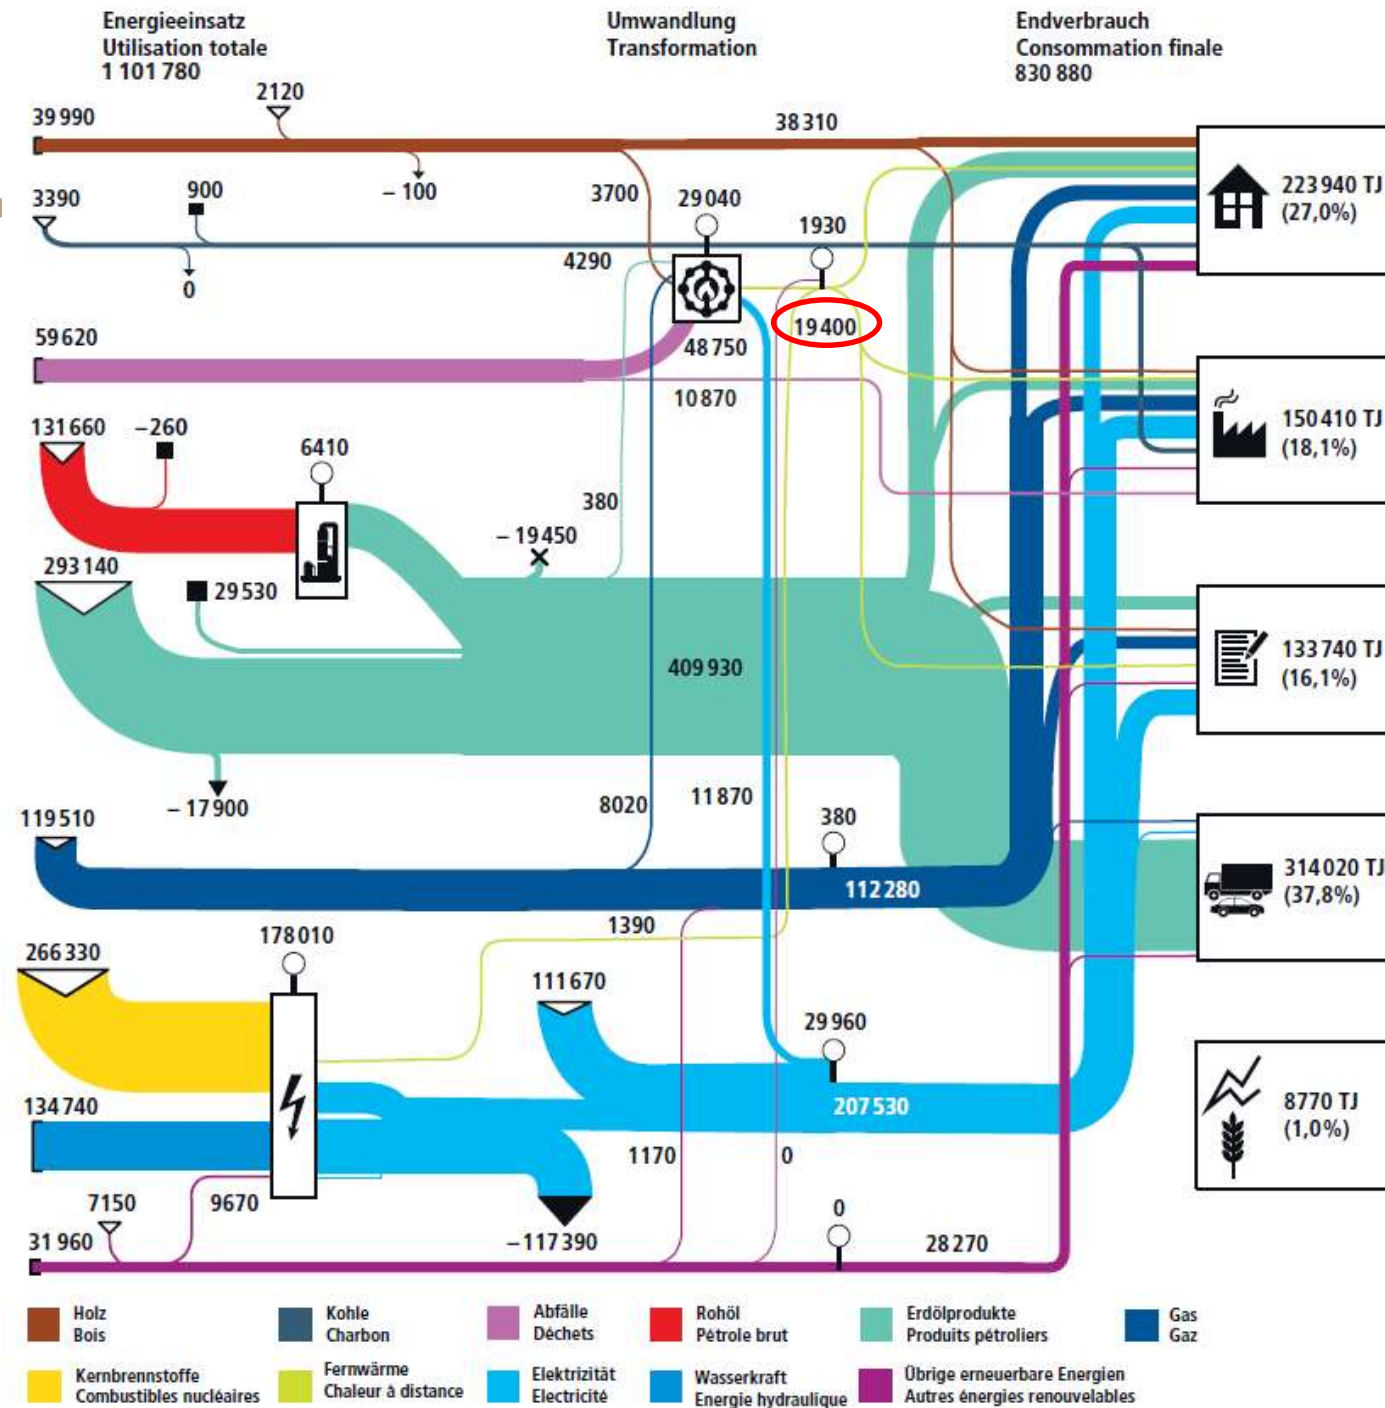 Energieeinsatz
Utilisation totale
1 101 780
Umwandlung
Transformation
Endverbrauch
Consommation finale
830 880
2120
39 990
38 310
– 100
3700
3390
900
0
29 040
1930
4290
223 940 TJ
(27,0%)
59 620
19 400
48 750
10 870
131 660
–260
6410
380
150 410 TJ
(18,1%)
– 19 450
293 140
29 530
409 930
133 740 TJ
(16,1%)
– 17 900
8020
11 870
119 510
380
112 280
314 020 TJ
(37,8%)
1390
266 330
178 010
111 670
29 960
207 530
134 740
8770 TJ
(1,0%)
1170
0
7150
9670
31 960
–117 390
0
28 270
Holz
Bois
Kohle
Charbon
Abfälle
Déchets
Rohöl
Pétrole brut
Erdölprodukte
Produits pétroliers
Gas
Gaz
Kernbrennstoffe
Combustibles nucléaires
Fernwärme
Chaleur à distance
Elektrizität
Electricité
Wasserkraft
Energie hydraulique
Übrige erneuerbare Energien
Autres énergies renouvelables